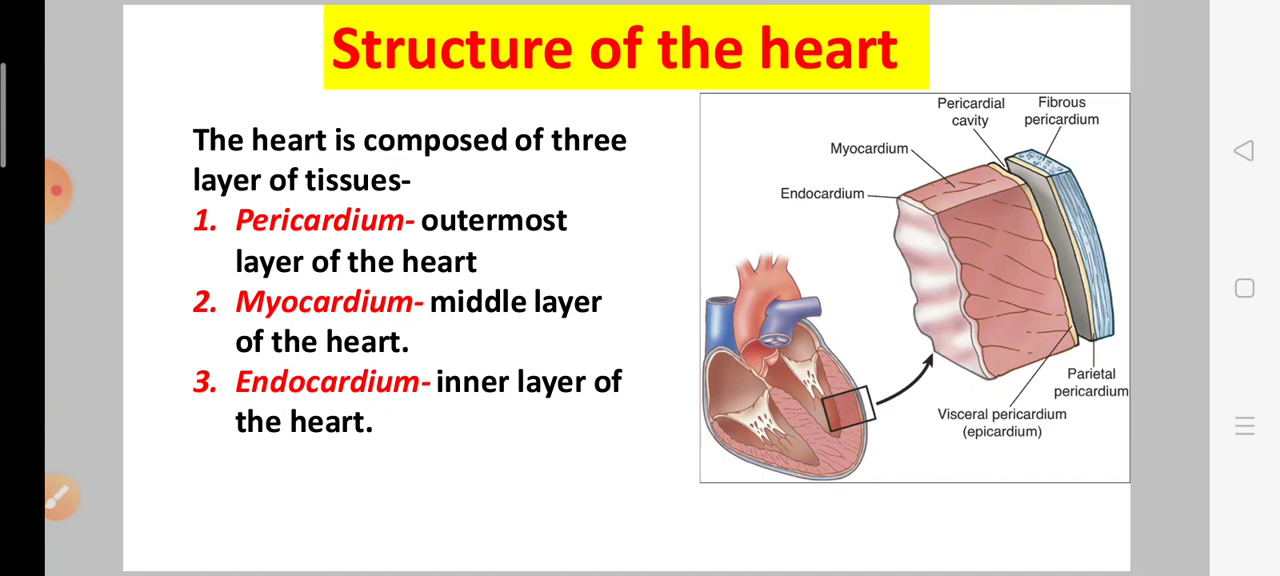 Structure of the heart
The heart is composed of three
layer of tissues-
1. Pericardium- outermost
layer of the heart
2. Myocardium- middle layer
of the heart.
3. Endocardium- inner layer of
the heart.
Pericardial
cavity
Fibrous
pericardium
Myocardium
Endocardium
Parietal
pericardium
Visceral pericardium
(epicardium)